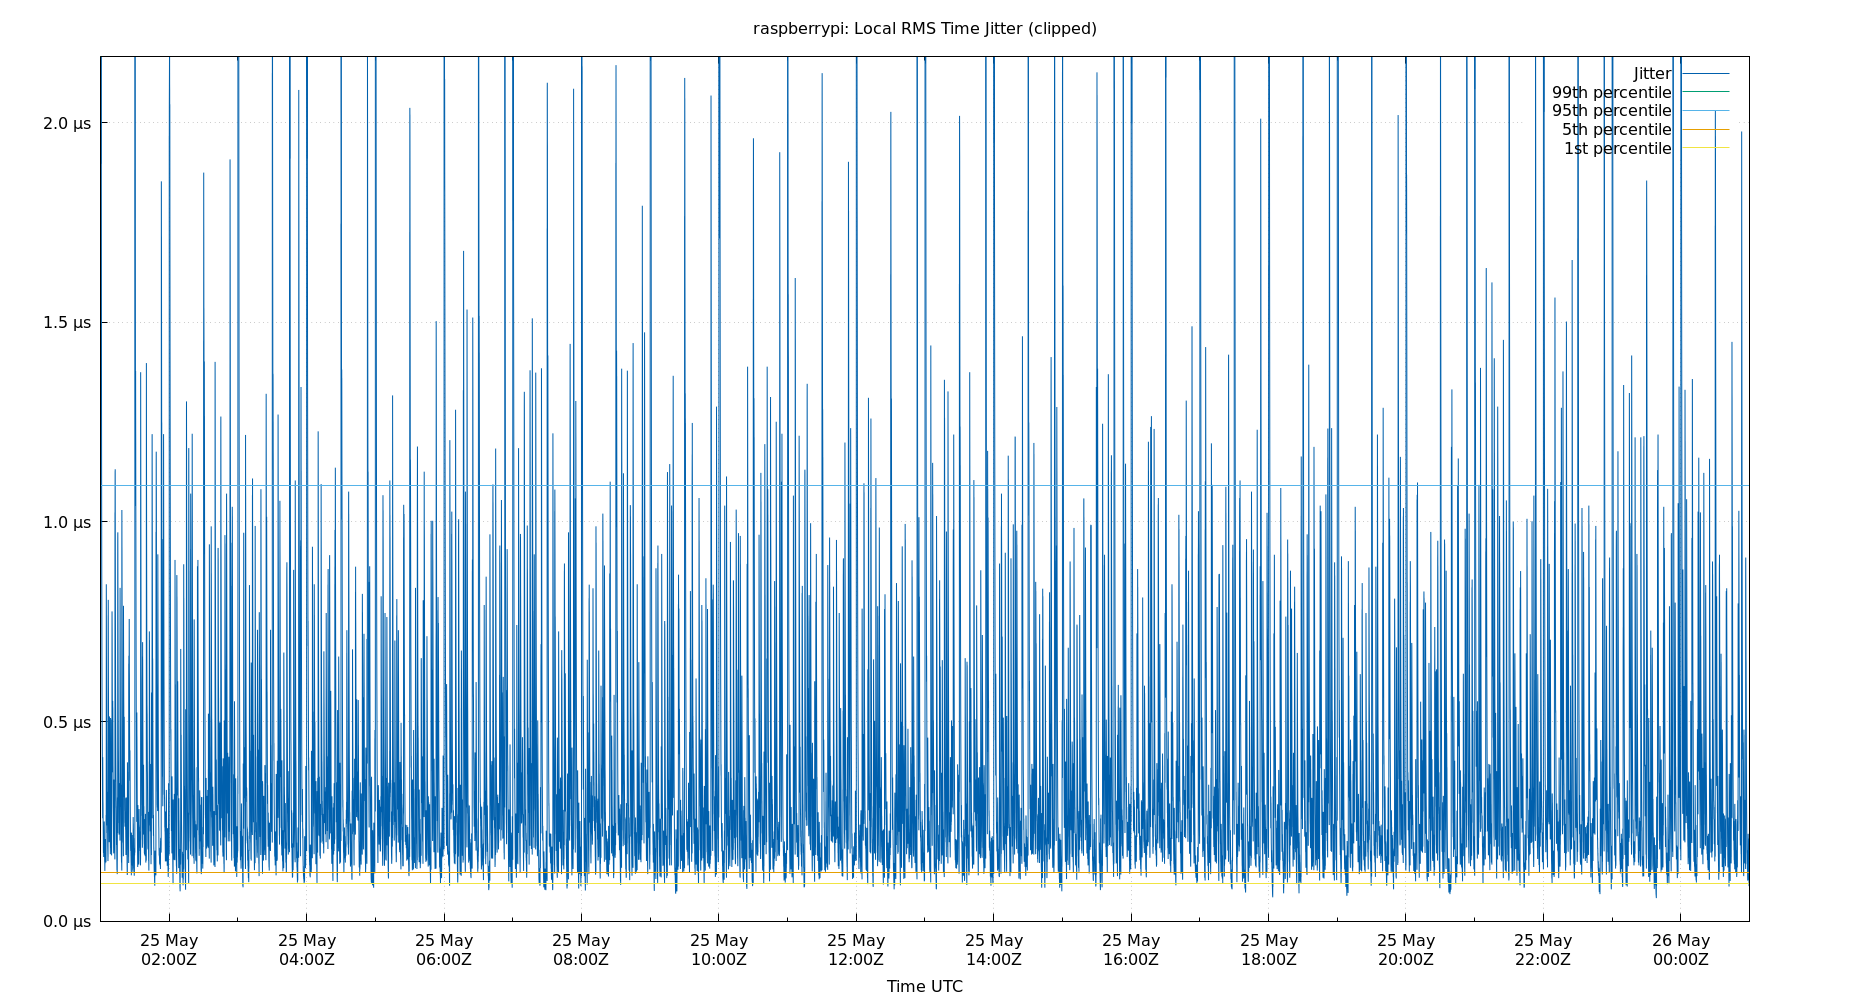 raspberrypi: Local RMS Time Jitter (clipped)
Jitter
99th percentile
95th percentile
5th percentile
1st percentile
2.0 µs
1.5 µs
1.0 µs
0.5 µs
0.0 µs
25 May 25 May 25 May 25 May 25 May 25 May 25 May 25 May 25 May 25 May 25 May 26 May
02:00Z 04:00Z 06:00Z 08:00Z 10:00Z 12:00Z 14:00Z 16:00Z 18:00Z 20:00Z 22:00Z 00:00Z
Time UTC